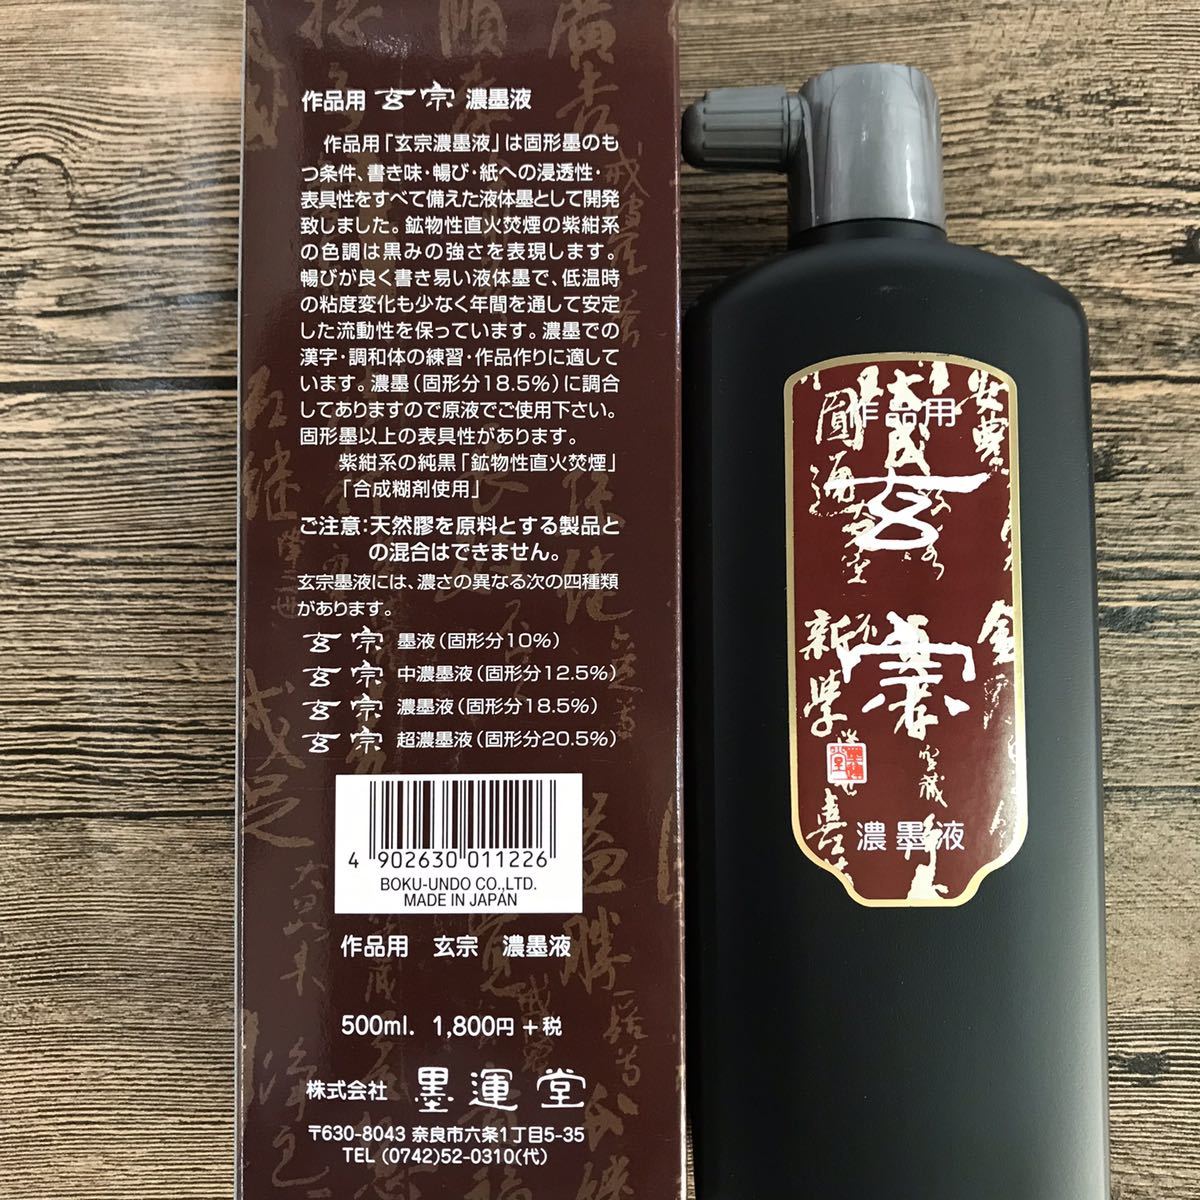 作品用 玄宗 濃墨液
作品用「玄宗濃墨液」は固形墨のも
つ条件、書き味・暢び・紙への浸透性・
表具性をすべて備えた液体墨として開発
致しました。鉱物性直火焚煙の紫紺系
の色調は黒みの強さを表現します。
暢びが良く書き易い液体墨で、低温時
の粘度変化も少なく年間を通して安定
した流動性を保っています。濃墨での
漢字・調和体の練習・作品作りに適して
います。濃墨(固形分18.5%)に調合
してありますので原液でご使用下さい。
固形墨以上の表具性があります。
紫紺系の純黒「鉱物性直火焚煙」
「合成糊剤使用」
ご注意:天然膠を原料とする製品と
の混合はできません。
玄宗墨液には、濃さの異なる次の四種類
があります。
玄宗 墨液(固形分10%)
玄宗 中濃墨液(固形分12.5%)
玄宗 濃墨液(固形分18.5%)
玄宗 超濃墨液(固形分20.5%)
4 902630 011226
BOKU-UNDO CO.,LTD.
MADE IN JAPAN
作品用 玄宗 濃墨液
500ml. 1,800円+税
株式会社 墨運堂
〒630-8043 奈良市六条1丁目5-35
TEL (0742)52-0310(代)
作品用
玄宗
濃墨液